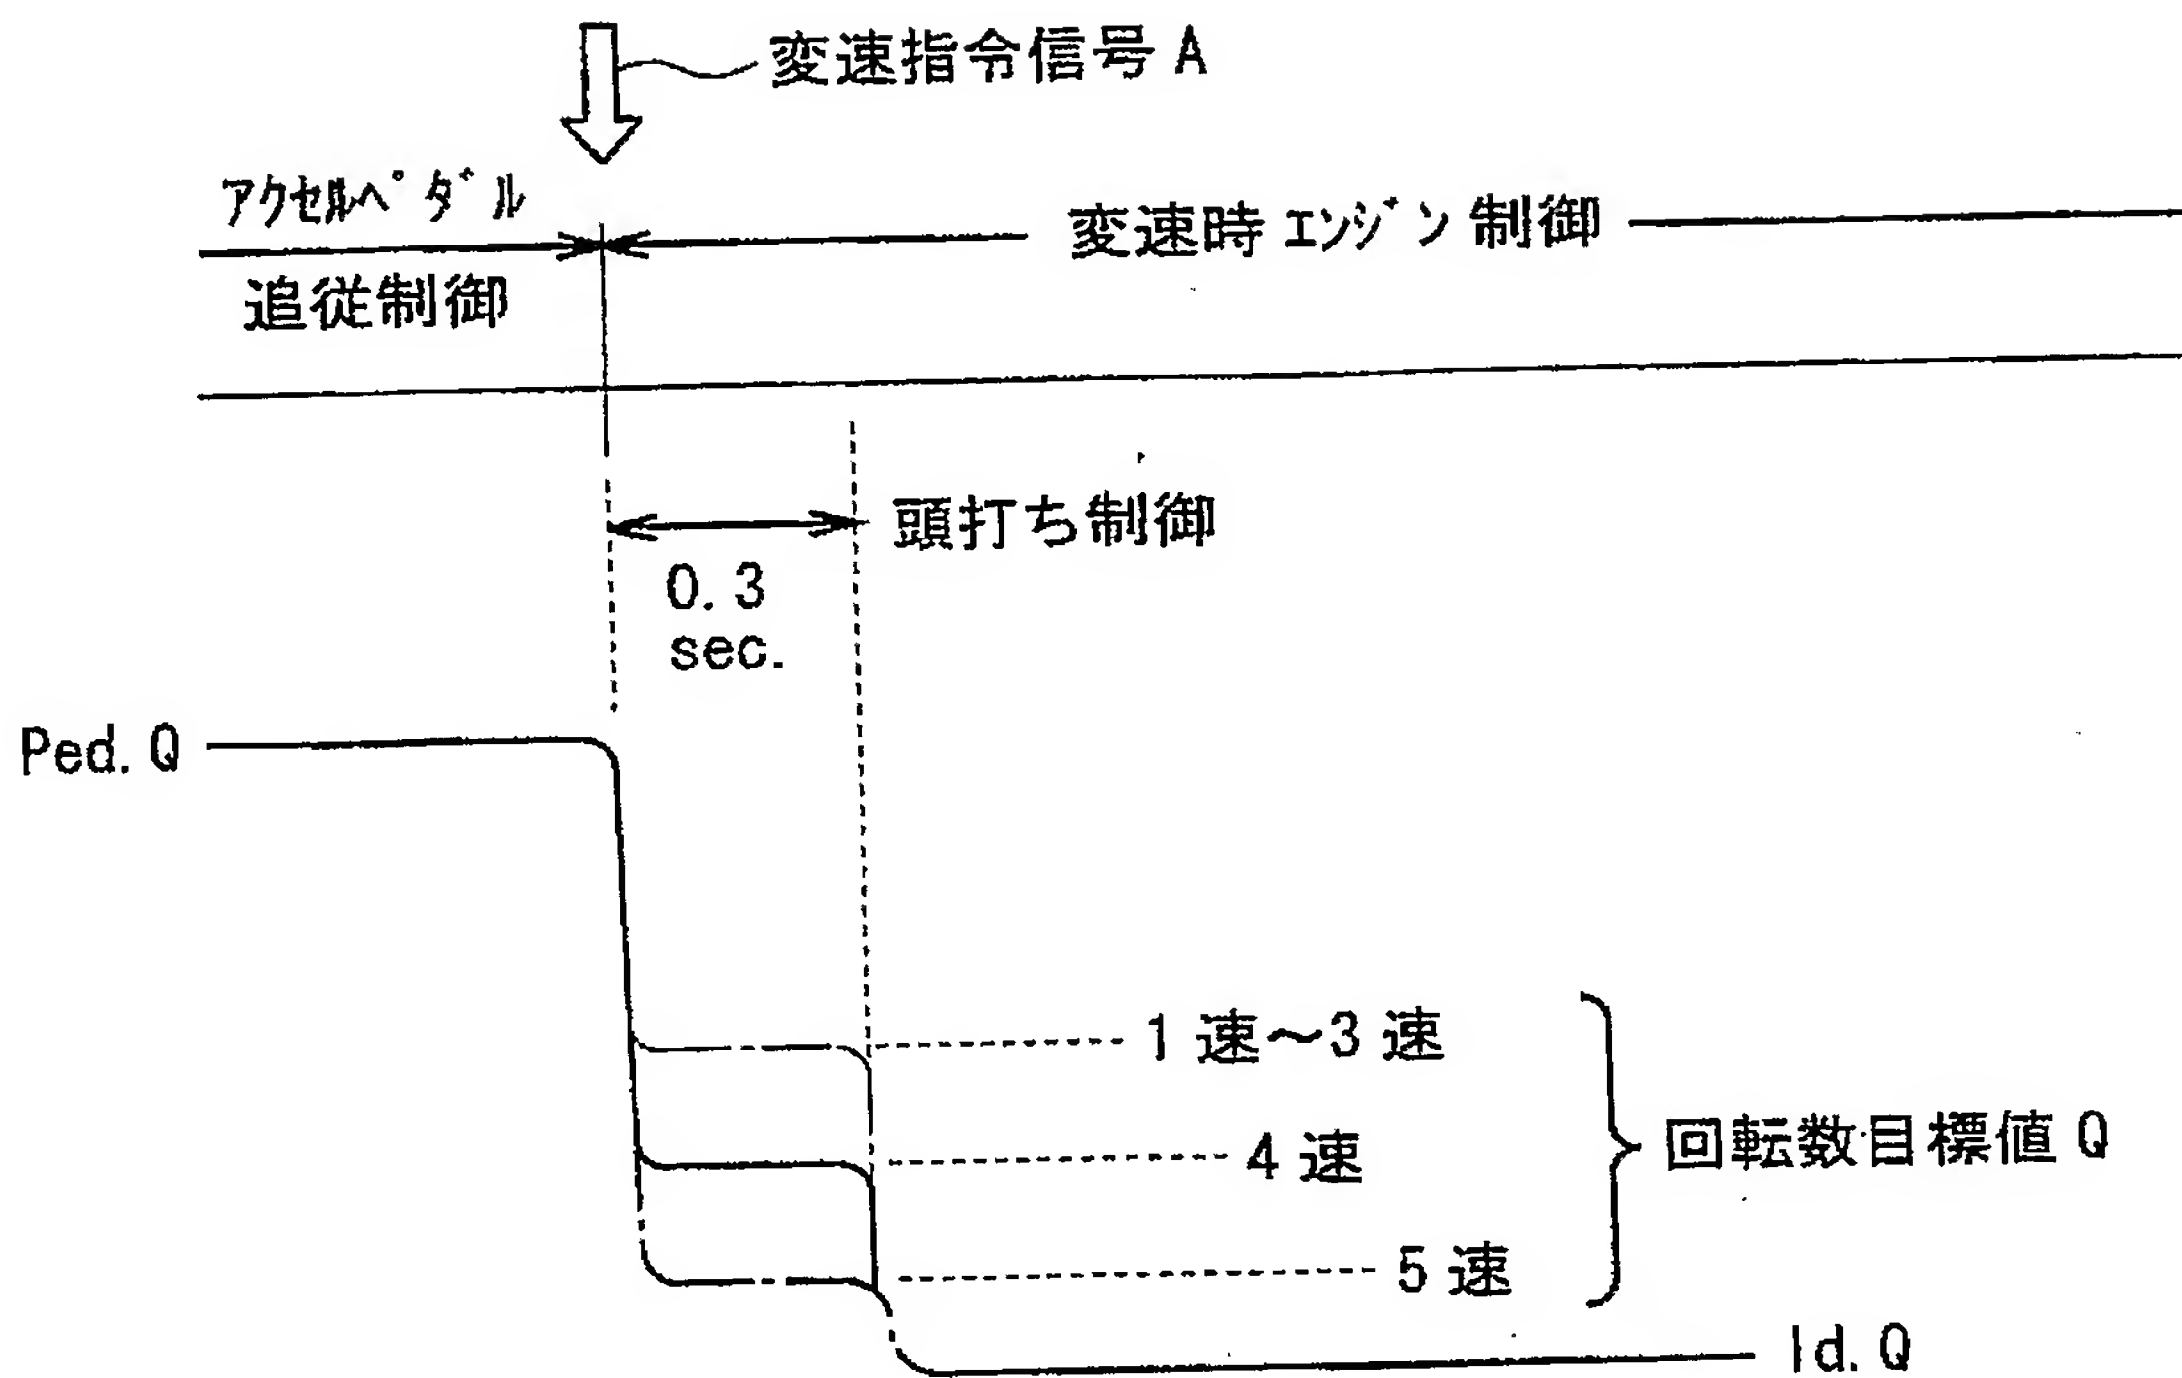 変速指令信号 A
アクセルペダル
追従制御
変速時エンジン制御
頭打ち制御
0.3
sec.
Ped. Q
1速～3速
4速
5速
回転数目標値 Q
Id. Q